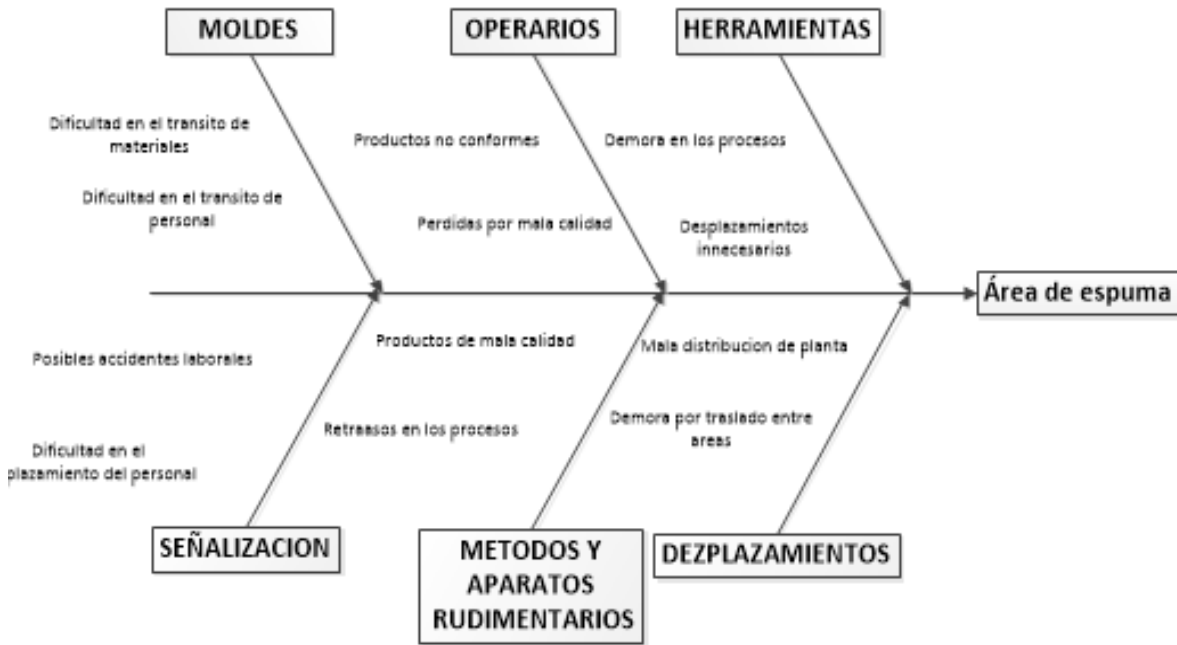 MOLDES
OPERARIOS
HERRAMIENTAS
Dificultad en el transito de
materiales
Productos no conformes
Demora en los procesos
Dificultad en el transito de
personal
Perdidas por mala calidad
Desplazamientos
innecesarios
Área de espuma
Posibles accidentes laborales
Productos de mala calidad
Mala distribucion de planta
Dificultad en el
plazamiento del personal
Retraasos en los procesos
Demora por traslado entre
areas
SEÑALIZACION
METODOS Y
APARATOS
RUDIMENTARIOS
DEZPLAZAMIENTOS